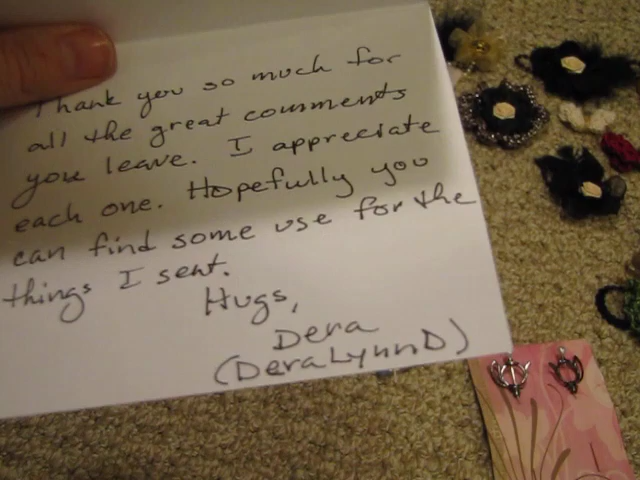 Thank you so much for
all the great comments
you leave. I appreciate
each one. Hopefully you
can find some use for the
things I sent.
Hugs,
Dera
(DeraLynnD)